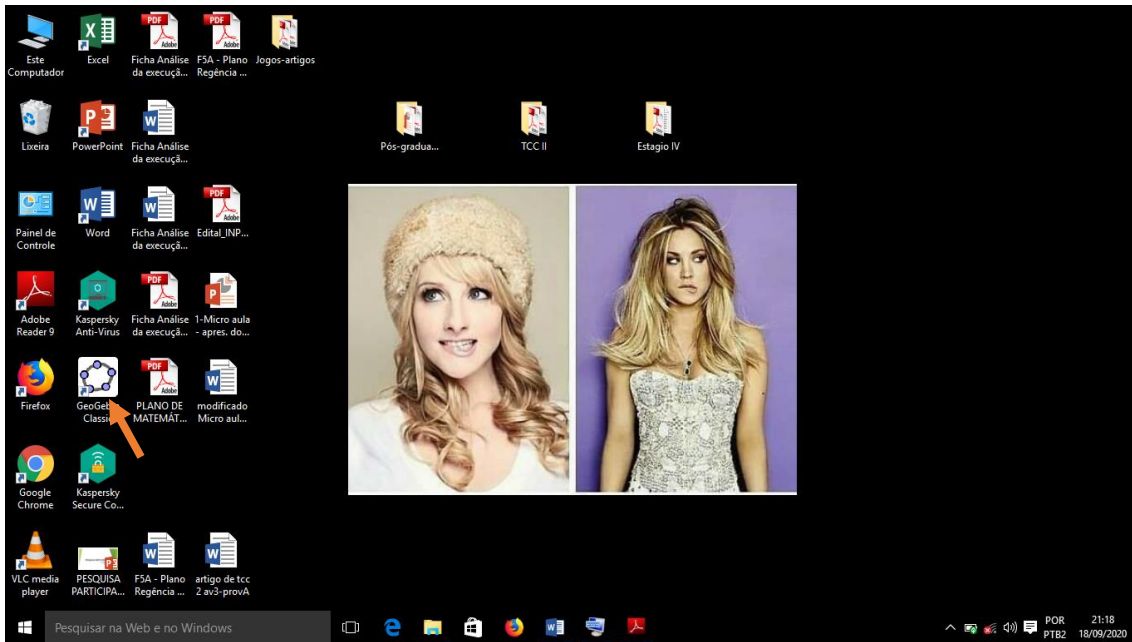 Este
Computador
Excel
Ficha Análise
da execuçã...
F5A - Plano
Regência ...
Jogos-artigos
Lixeira
PowerPoint
Ficha Análise
da execuçã...
Pós-gradua...
TCC II
Estagio IV
Painel de
Controle
Word
Ficha Análise
da execuçã...
Edital_INP...
Adobe
Reader 9
Kaspersky
Anti-Virus
Ficha Análise
da execuçã...
1-Micro aula
- apres. do...
Firefox
PLANO DE
MATEMÁT...
modificado
Micro aul...
Google
Chrome
Kaspersky
Secure Co...
VLC media
player
PESQUISA
PARTICIPA...
F5A - Plano
Regência ...
artigo de tcc
2 av3-provA
Pesquisar na Web e no Windows
POR
PTB2
21:18
18/09/2020